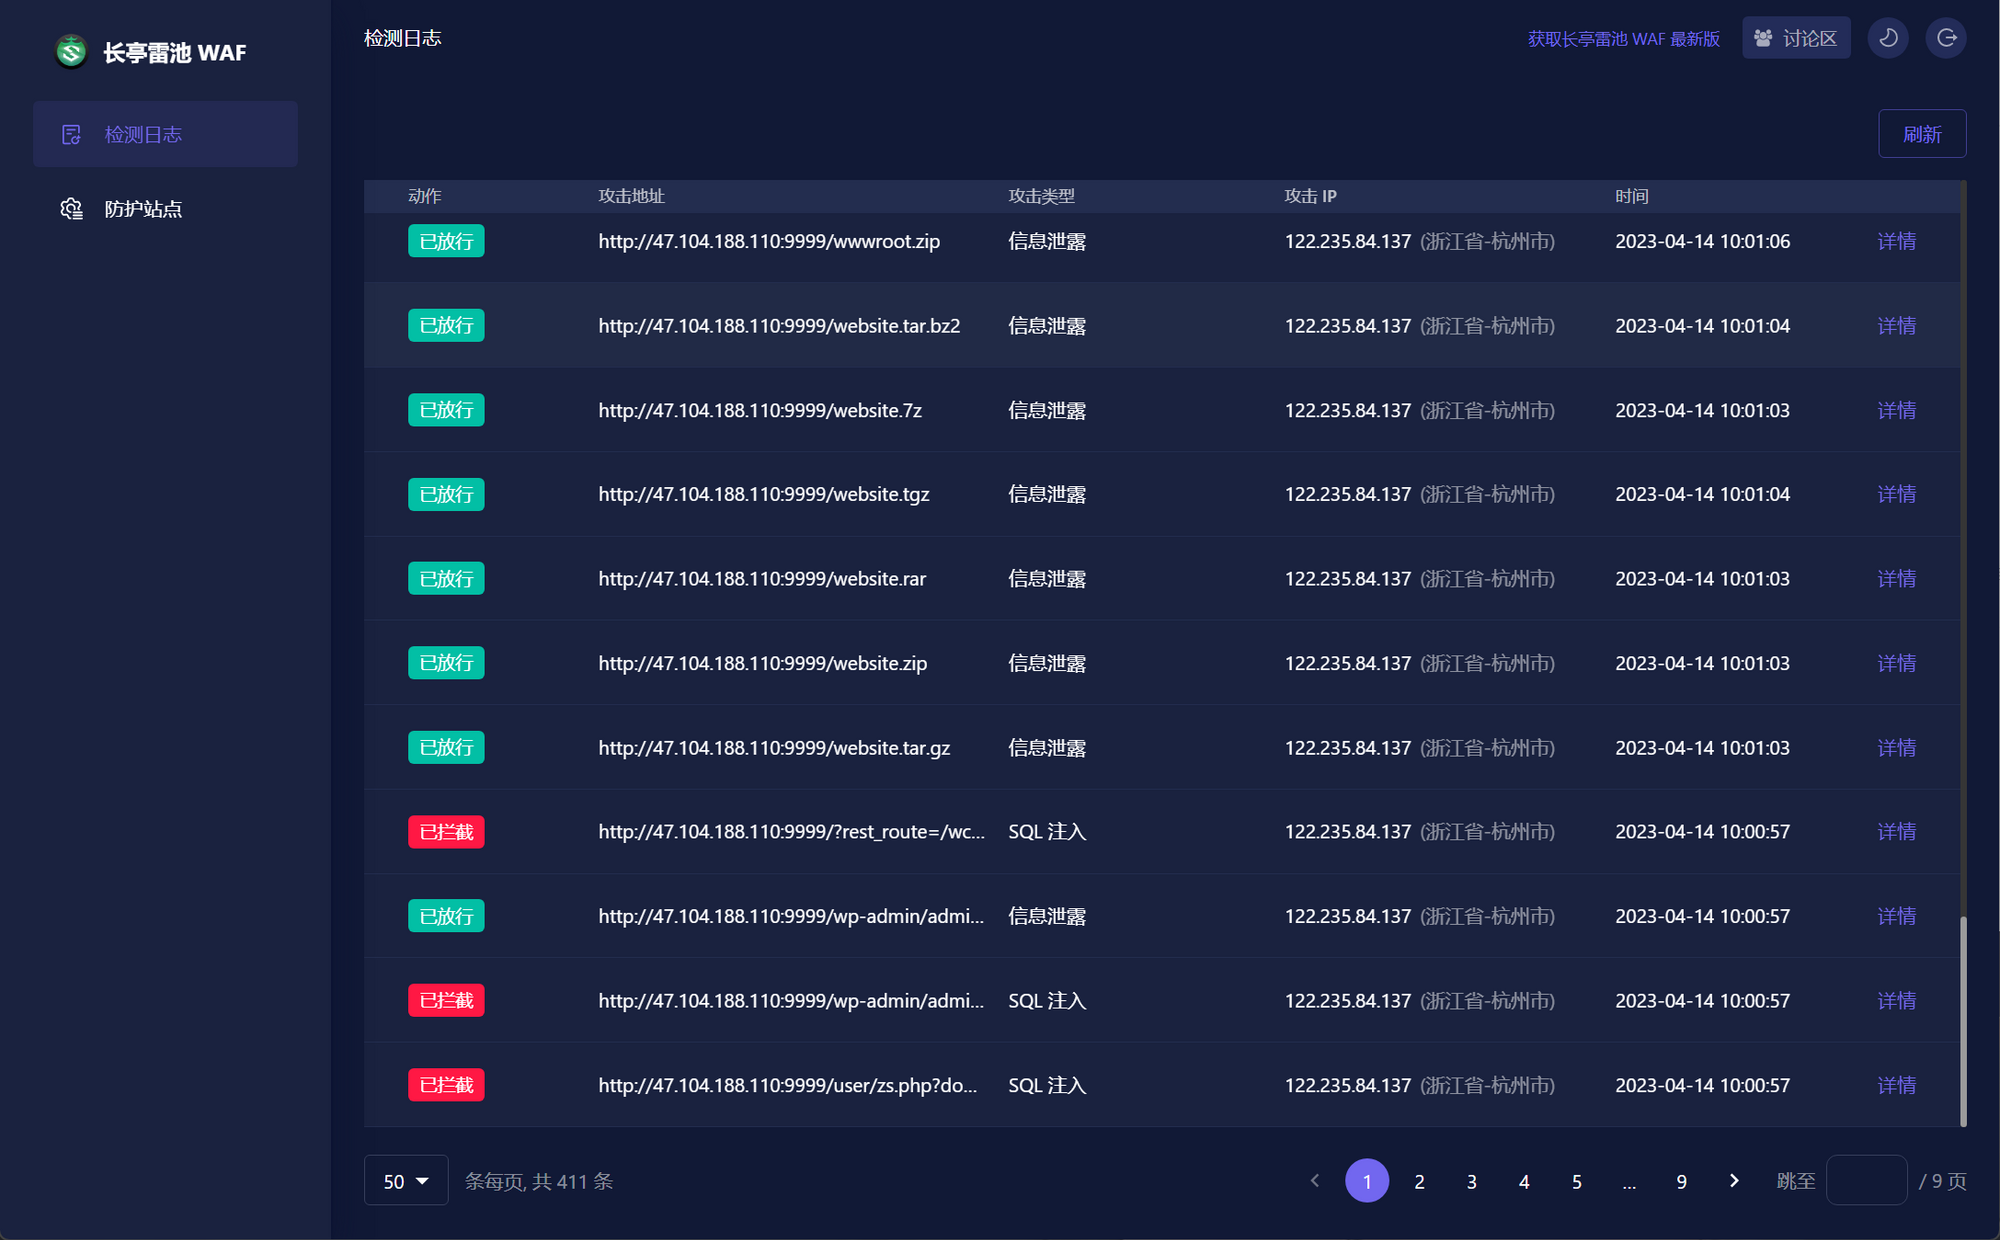 长亭雷池 WAF
检测日志
防护站点
检测日志
获取长亭雷池 WAF 最新版
讨论区
刷新
动作 攻击地址 攻击类型 攻击 IP 时间
已放行 http://47.104.188.110:9999/wwwroot.zip 信息泄露 122.235.84.137 (浙江省-杭州市) 2023-04-14 10:01:06 详情
已放行 http://47.104.188.110:9999/website.tar.bz2 信息泄露 122.235.84.137 (浙江省-杭州市) 2023-04-14 10:01:04 详情
已放行 http://47.104.188.110:9999/website.7z 信息泄露 122.235.84.137 (浙江省-杭州市) 2023-04-14 10:01:03 详情
已放行 http://47.104.188.110:9999/website.tgz 信息泄露 122.235.84.137 (浙江省-杭州市) 2023-04-14 10:01:04 详情
已放行 http://47.104.188.110:9999/website.rar 信息泄露 122.235.84.137 (浙江省-杭州市) 2023-04-14 10:01:03 详情
已放行 http://47.104.188.110:9999/website.zip 信息泄露 122.235.84.137 (浙江省-杭州市) 2023-04-14 10:01:03 详情
已放行 http://47.104.188.110:9999/website.tar.gz 信息泄露 122.235.84.137 (浙江省-杭州市) 2023-04-14 10:01:03 详情
已拦截 http://47.104.188.110:9999/?rest_route=/wc... SQL 注入 122.235.84.137 (浙江省-杭州市) 2023-04-14 10:00:57 详情
已放行 http://47.104.188.110:9999/wp-admin/admi... 信息泄露 122.235.84.137 (浙江省-杭州市) 2023-04-14 10:00:57 详情
已拦截 http://47.104.188.110:9999/wp-admin/admi... SQL 注入 122.235.84.137 (浙江省-杭州市) 2023-04-14 10:00:57 详情
已拦截 http://47.104.188.110:9999/user/zs.php?do... SQL 注入 122.235.84.137 (浙江省-杭州市) 2023-04-14 10:00:57 详情
50 条每页, 共 411 条 1 2 3 4 5 ... 9 跳至 / 9 页